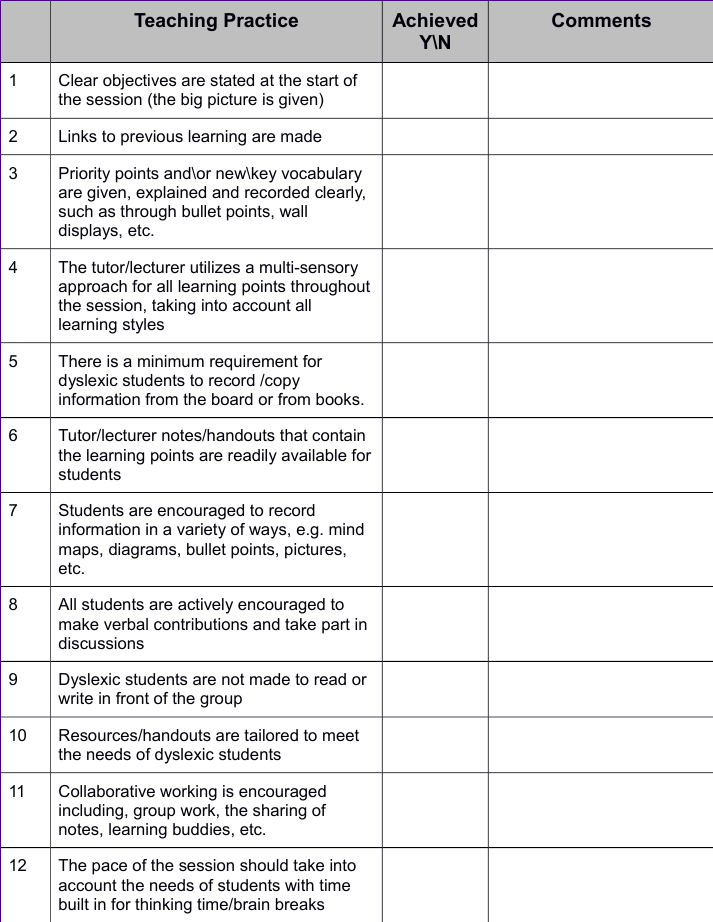 Teaching Practice
Achieved
Y\N
Comments
1
Clear objectives are stated at the start of
the session (the big picture is given)
2
Links to previous learning are made
3
Priority points and\or new\key vocabulary
are given, explained and recorded clearly,
such as through bullet points, wall
displays, etc.
4
The tutor/lecturer utilizes a multi-sensory
approach for all learning points throughout
the session, taking into account all
learning styles
5
There is a minimum requirement for
dyslexic students to record /copy
information from the board or from books.
6
Tutor/lecturer notes/handouts that contain
the learning points are readily available for
students
7
Students are encouraged to record
information in a variety of ways, e.g. mind
maps, diagrams, bullet points, pictures,
etc.
8
All students are actively encouraged to
make verbal contributions and take part in
discussions
9
Dyslexic students are not made to read or
write in front of the group
10
Resources/handouts are tailored to meet
the needs of dyslexic students
11
Collaborative working is encouraged
including, group work, the sharing of
notes, learning buddies, etc.
12
The pace of the session should take into
account the needs of students with time
built in for thinking time/brain breaks